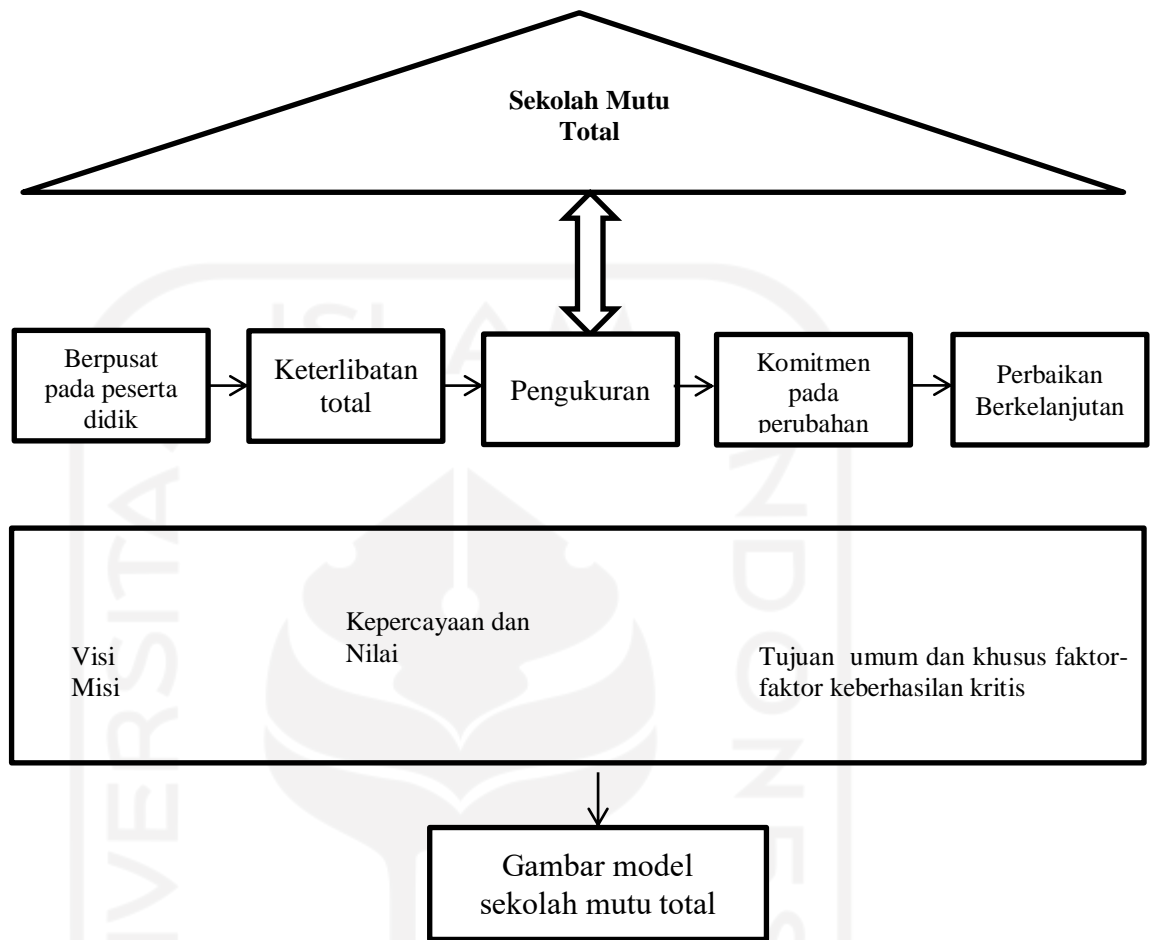 Sekolah Mutu
Total
Berpusat
pada peserta
didik
Keterlibatan
total
Pengukuran
Komitmen
pada
perubahan
Perbaikan
Berkelanjutan
Visi
Misi
Kepercayaan dan
Nilai
Tujuan umum dan khusus faktor-
faktor keberhasilan kritis
Gambar model
sekolah mutu total
ISLAM